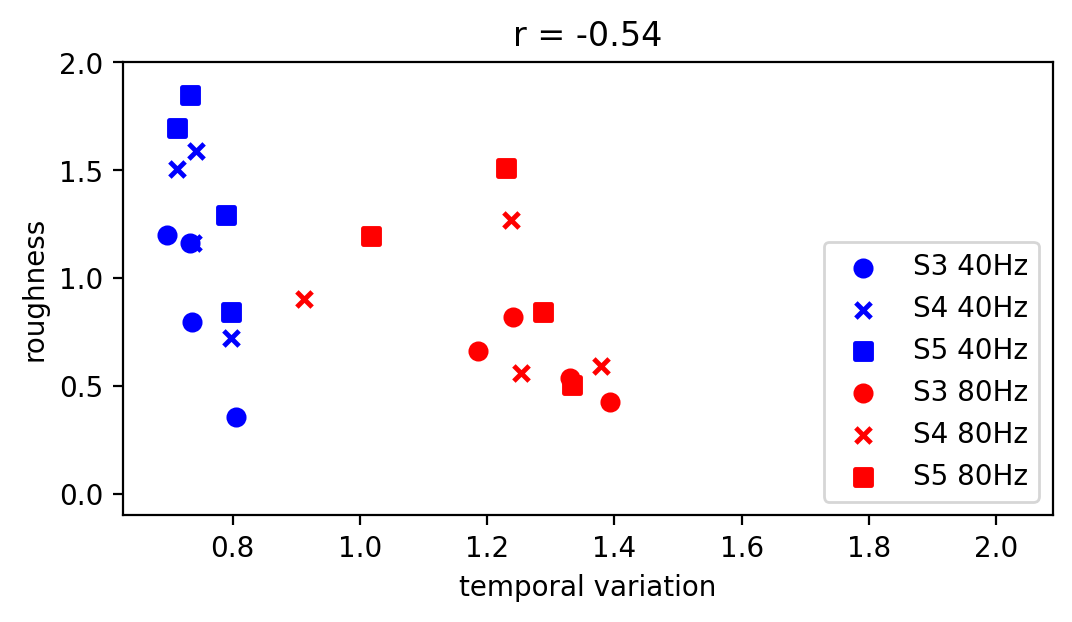 r = -0.54
2.0
1.5
1.0
0.5
0.0
roughness
S3 40Hz
S4 40Hz
S5 40Hz
S3 80Hz
S4 80Hz
S5 80Hz
0.8 1.0 1.2 1.4 1.6 1.8 2.0
temporal variation